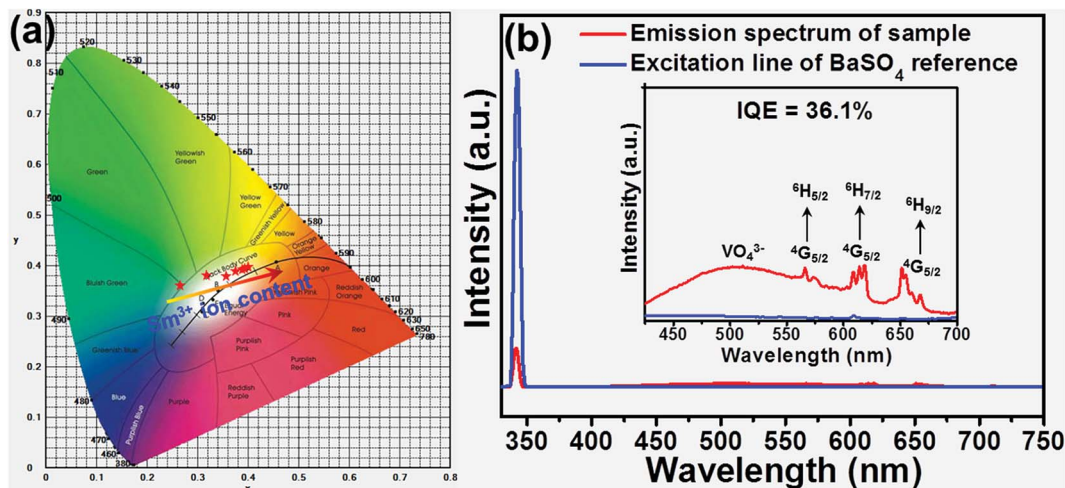 (a)
0.9
0.8
0.7
0.6
0.5
0.4
0.3
0.2
0.1
0
y
0 0.1 0.2 0.3 0.4 0.5 0.6 0.7 0.8
520
530
540
550
560
570
580
590
600
610
620
630
650
780
510
500
490
480
470
460
380
Green
Yellowish
Green
Yellow
Green
Greenish Yellow
Yellow
Orange
Yellow
Orange
Reddish
Orange
Red
Pink
Purplish
Pink
Purplish
Red
Reddish
Purple
Purple
Purplish Blue
Blue
Greenish Blue
Bluish Green
Black Body Curve
Energy
Sm³⁺ ion content
(b)
Emission spectrum of sample
Excitation line of BaSO₄ reference
Intensity (a.u.)
350 400 450 500 550 600 650 700 750
Wavelength (nm)
IQE = 36.1%
Intensity (a.u.)
VO₄³⁻
⁶H₅/₂
⁴G₅/₂
⁶H₇/₂
⁴G₅/₂
⁶H₉/₂
⁴G₅/₂
450 500 550 600 650 700
Wavelength (nm)